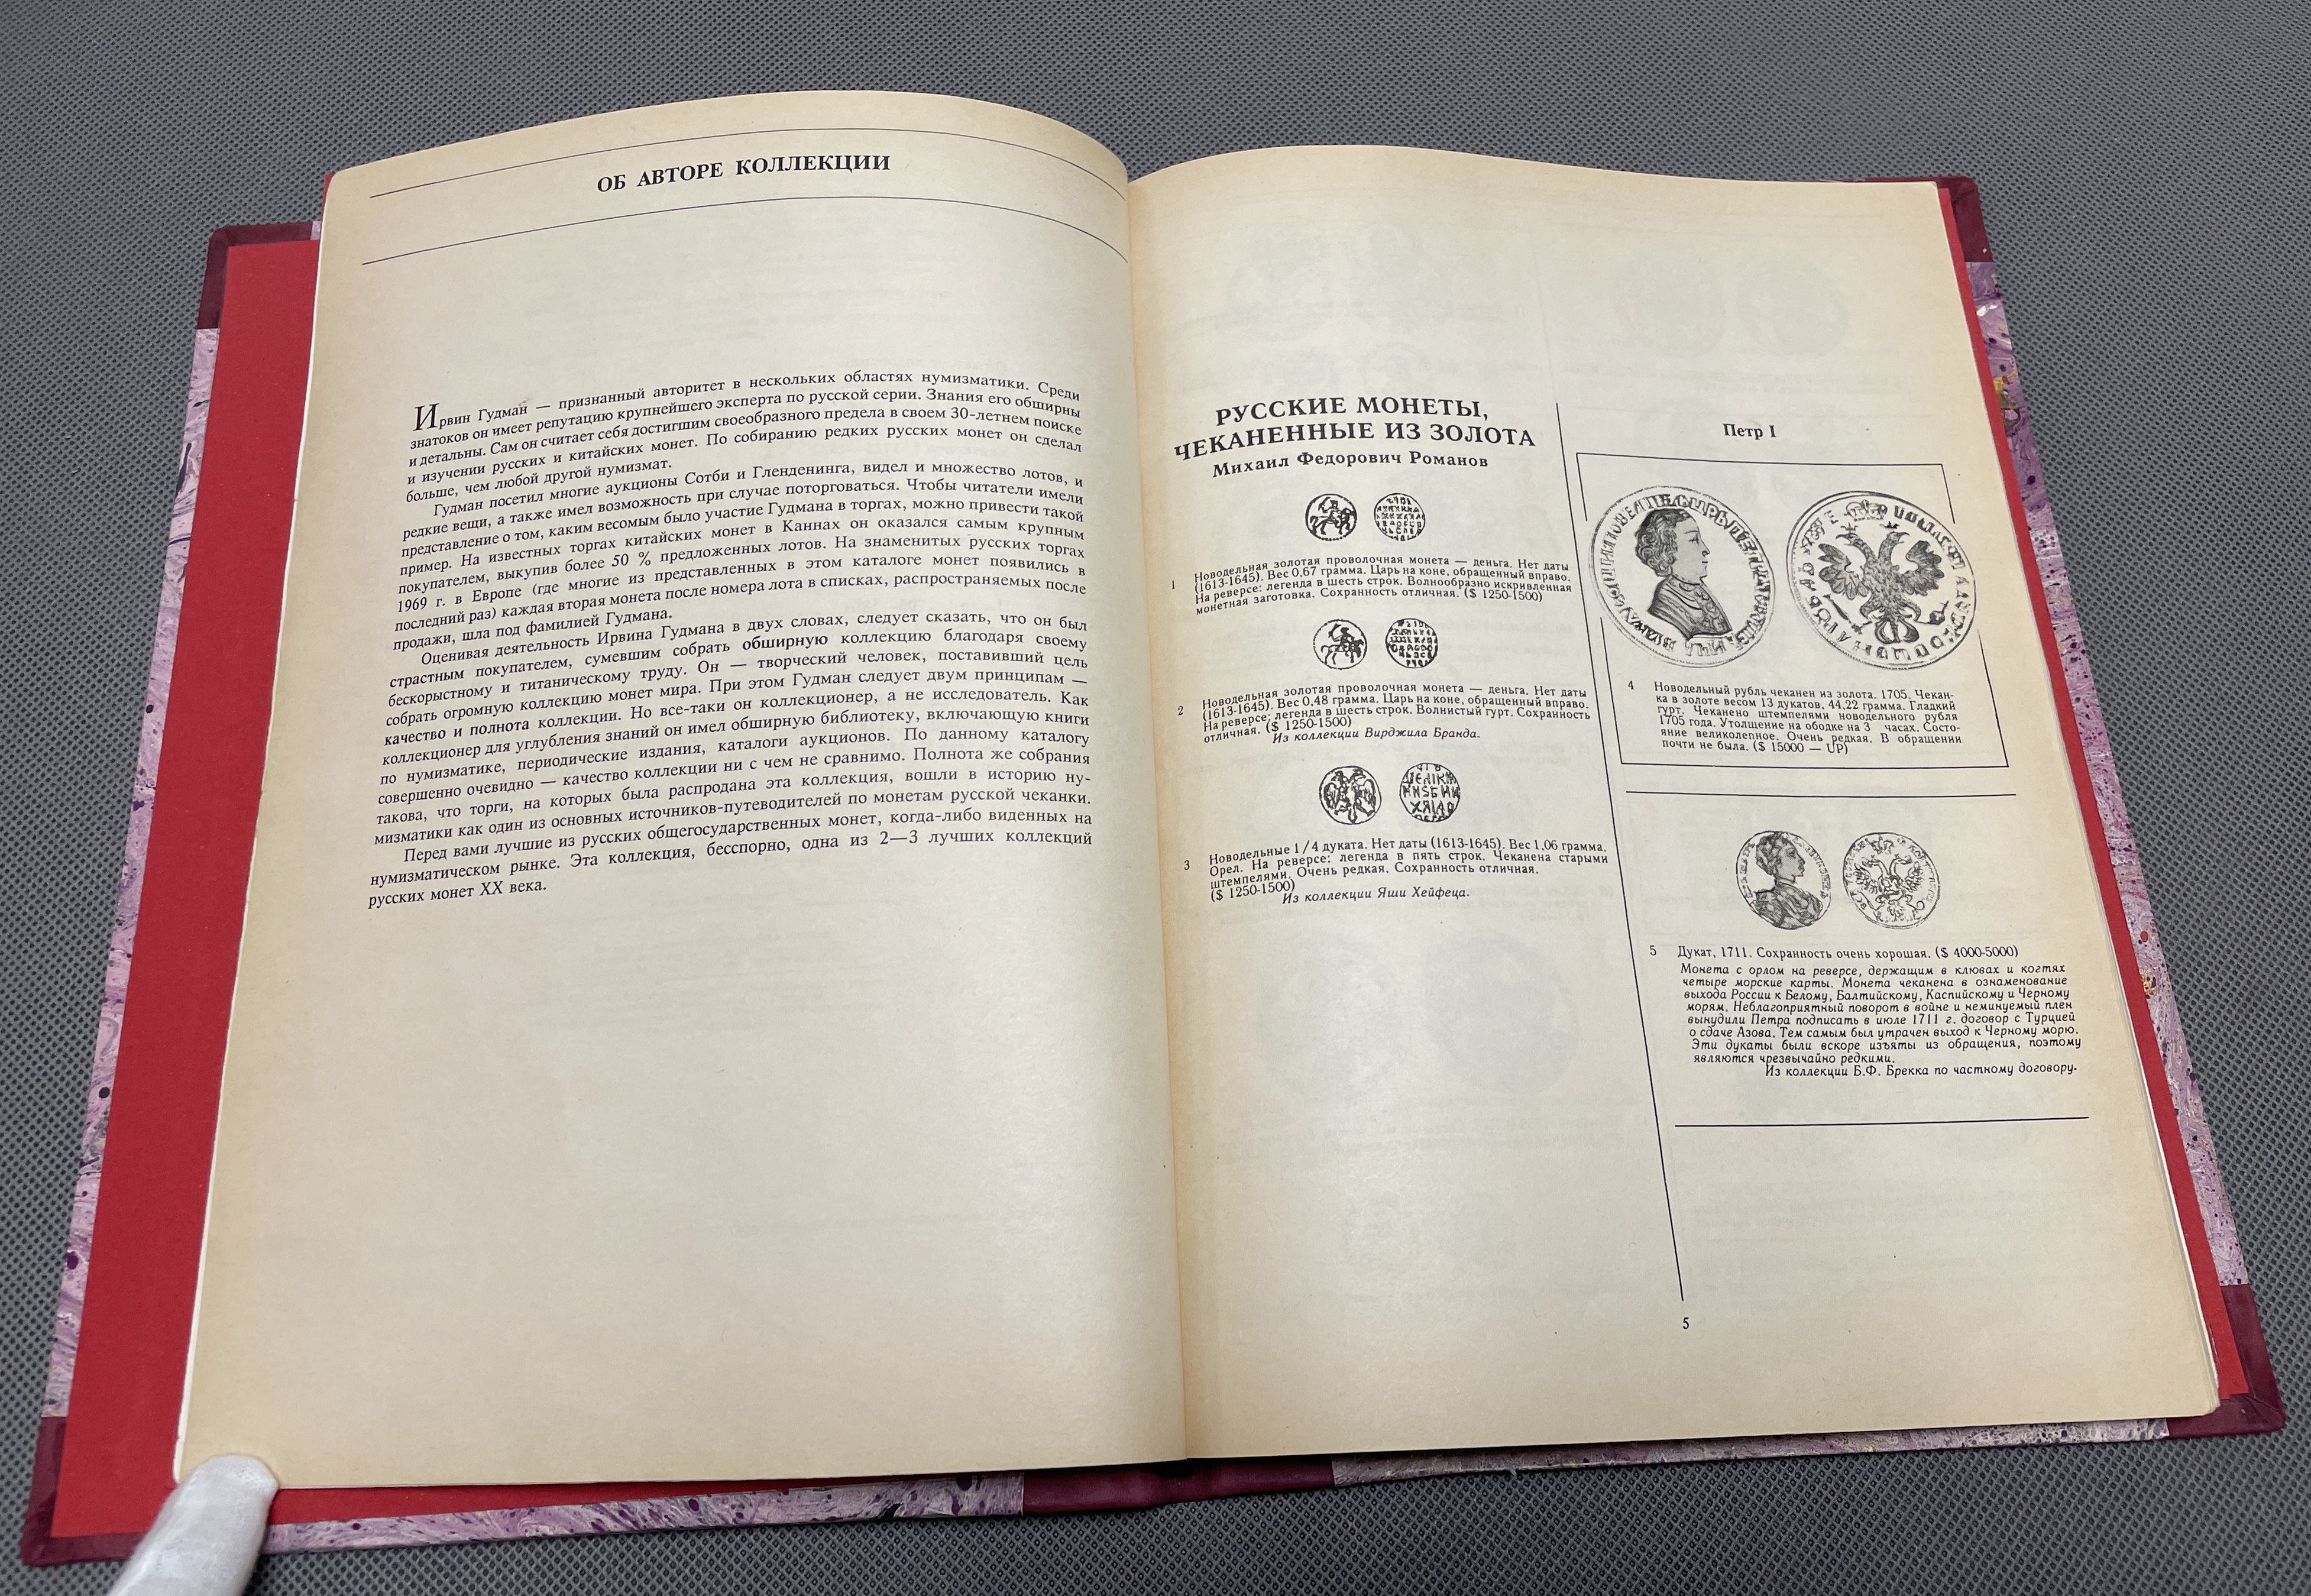 ОБ АВТОРЕ КОЛЛЕКЦИИ
Ирвин Гудман — признанный авторитет в нескольких областях нумизматики. Среди
знатоков он имеет репутацию крупнейшего эксперта по русской серии. Знания его обширны
и детальны. Сам он считает себя достигшим своеобразного предела в своем 30-летнем поиске
и изучении русских и китайских монет. По собиранию редких русских монет он сделал
больше, чем любой другой нумизмат.
Гудман посетил многие аукционы Сотби и Гленденинга, видел и множество лотов, и
редкие вещи, а также имел возможность при случае поторговаться. Чтобы читатели имели
представление о том, каким весомым было участие Гудмана в торгах, можно привести такой
пример. На известных торгах китайских монет в Каннах он оказался самым крупным
покупателем, выкупив более 50 % предложенных лотов. На знаменитых русских торгах
1969 г. в Европе (где многие из представленных в этом каталоге монет появились в
последний раз) каждая вторая монета после номера лота в списках, распространяемых после
продажи, шла под фамилией Гудмана.
Оценивая деятельность Ирвина Гудмана в двух словах, следует сказать, что он был
страстным покупателем, сумевшим собрать обширную коллекцию благодаря своему
бескорыстному и титаническому труду. Он — творческий человек, поставивший цель
собрать огромную коллекцию монет мира. При этом Гудман следует двум принципам —
качество и полнота коллекции. Но все-таки он коллекционер, а не исследователь. Как
коллекционер для углубления знаний он имел обширную библиотеку, включающую книги
по нумизматике, периодические издания, каталоги аукционов. По данному каталогу
совершенно очевидно — качество коллекции ни с чем не сравнимо. Полнота же собрания
такова, что торги, на которых была распродана эта коллекция, вошли в историю ну-
мизматики как один из основных источников-путеводителей по монетам русской чеканки.
Перед вами лучшие из русских общегосударственных монет, когда-либо виденных на
нумизматическом рынке. Эта коллекция, бесспорно, одна из 2—3 лучших коллекций
русских монет XX века.
РУССКИЕ МОНЕТЫ,
ЧЕКАНЕННЫЕ ИЗ ЗОЛОТА
Михаил Федорович Романов
1 Новодельная золотая проволочная монета — деньга. Нет даты
(1613-1645). Вес 0,67 грамма. Царь на коне, обращенный вправо.
На реверсе: легенда в шесть строк. Волнообразно искривленная
монетная заготовка. Сохранность отличная. ($ 1250-1500)
2 Новодельная золотая проволочная монета — деньга. Нет даты
(1613-1645). Вес 0,48 грамма. Царь на коне, обращенный вправо.
На реверсе: легенда в шесть строк. Волнистый гурт. Сохранность
отличная. ($ 1250-1500)
Из коллекции Вирджила Бранда.
3 Новодельные 1/4 дуката. Нет даты (1613-1645). Вес 1,06 грамма.
Орел. На реверсе: легенда в пять строк. Чеканена старыми
штемпелями. Очень редкая. Сохранность отличная.
($ 1250-1500)
Из коллекции Яши Хейфеца.
Петр I
4 Новодельный рубль чеканен из золота. 1705. Чекан-
ка в золоте весом 13 дукатов, 44,22 грамма. Гладкий
гурт. Чеканено штемпелями новодельного рубля
1705 года. Утолщение на ободке на 3 часах. Состо-
яние великолепное. Очень редкая. В обращении
почти не была. ($ 15000 — UP)
5 Дукат, 1711. Сохранность очень хорошая. ($ 4000-5000)
Монета с орлом на реверсе, держащим в клювах и когтях
четыре морские карты. Монета чеканена в ознаменование
выхода России к Белому, Балтийскому, Каспийскому и Черному
морям. Неблагоприятный поворот в войне и неминуемый плен
вынудили Петра подписать в июле 1711 г. договор с Турцией
о сдаче Азова. Тем самым был утрачен выход к Черному морю.
Эти дукаты были вскоре изъяты из обращения, поэтому
являются чрезвычайно редкими.
Из коллекции Б.Ф. Брекка по частному договору.
5